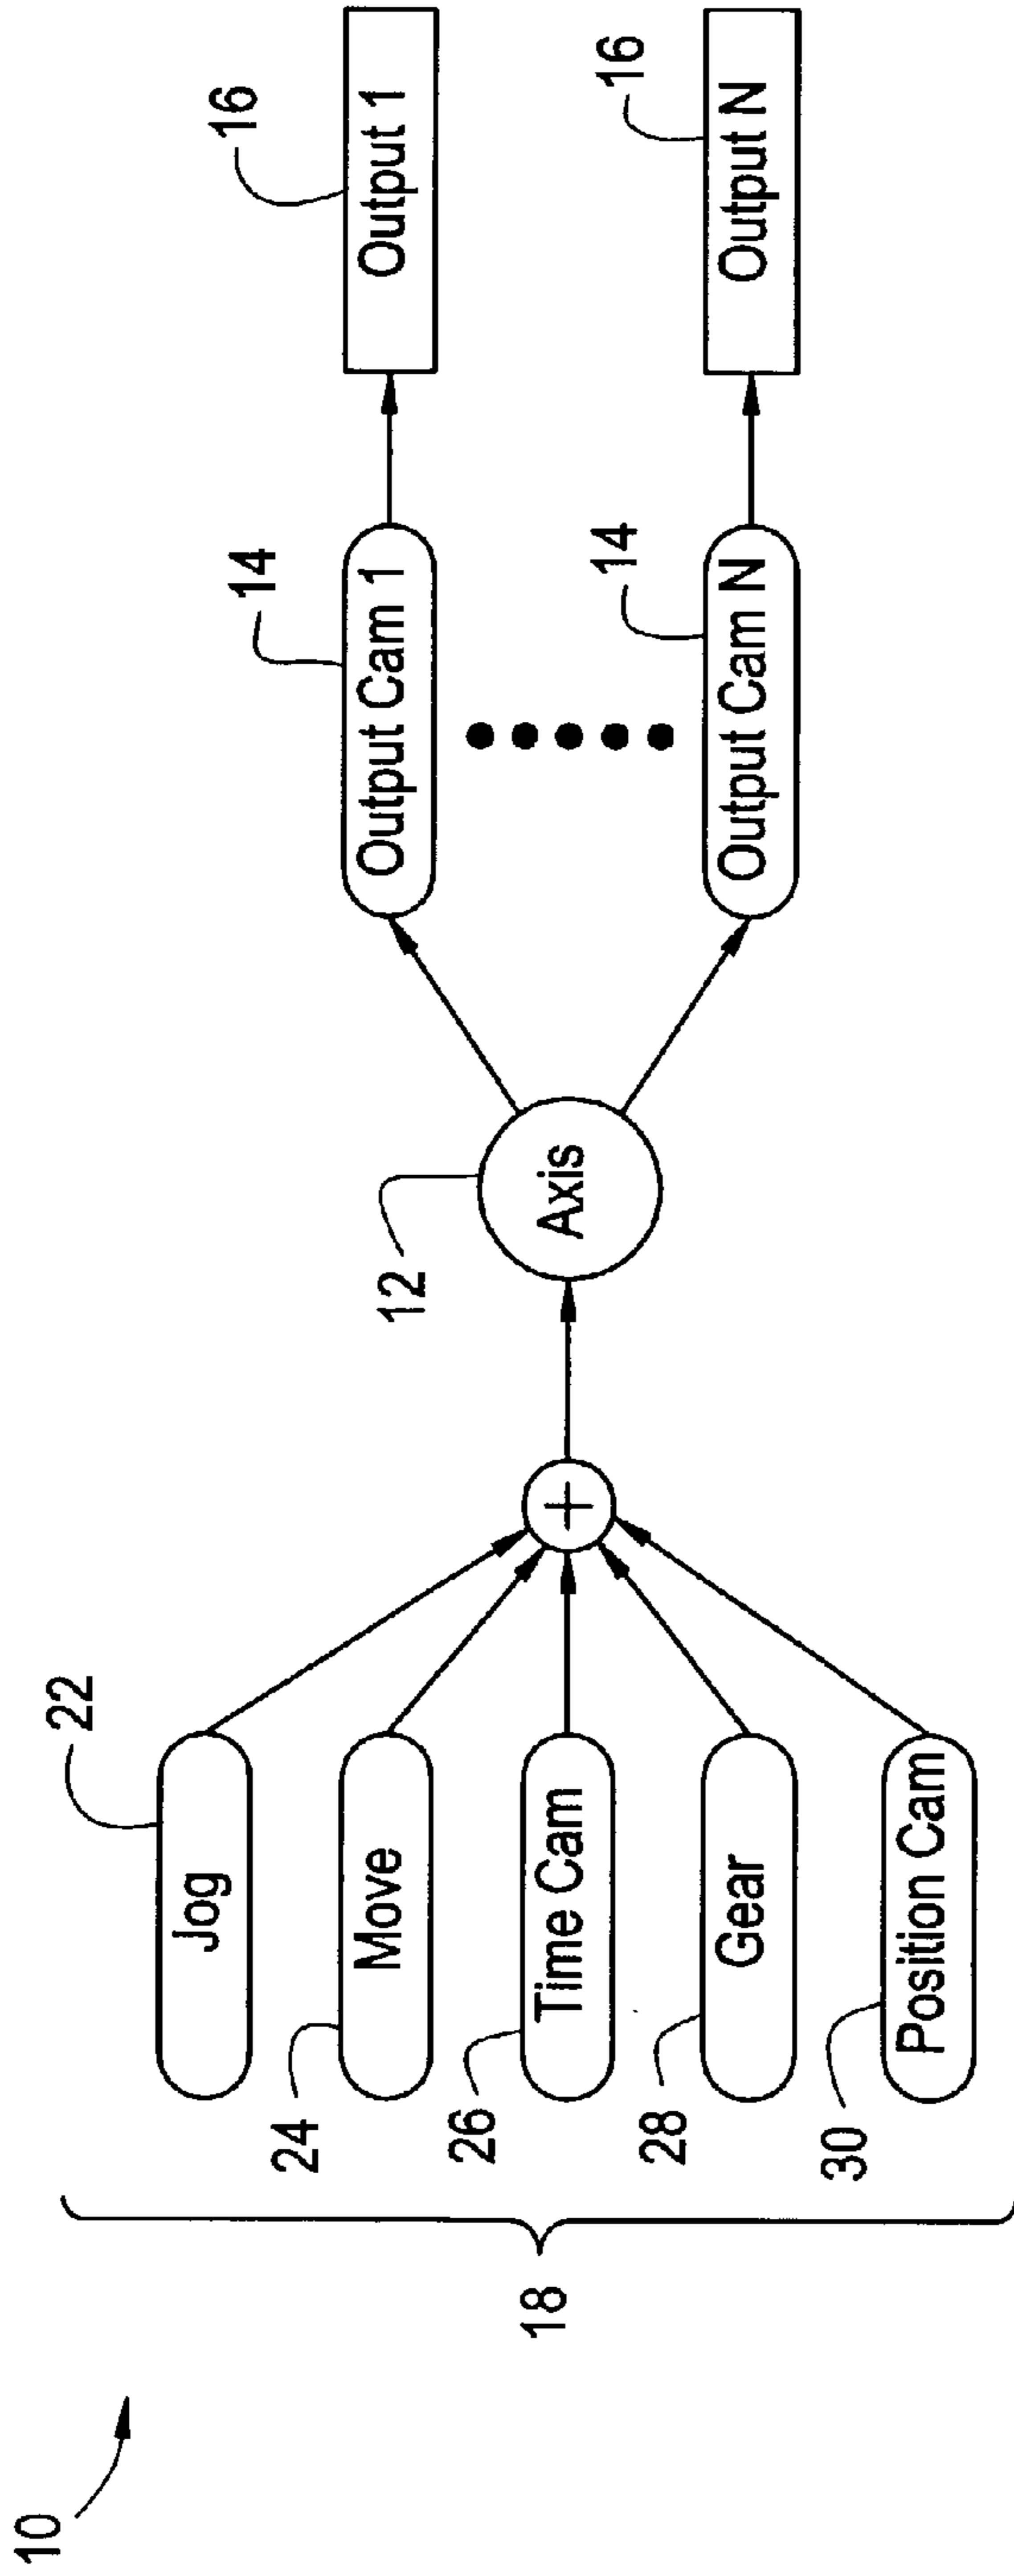 10
18
22
Jog
24
Move
26
Time Cam
28
Gear
30
Position Cam
+
12
Axis
14
Output Cam 1
14
Output Cam N
16
Output 1
16
Output N